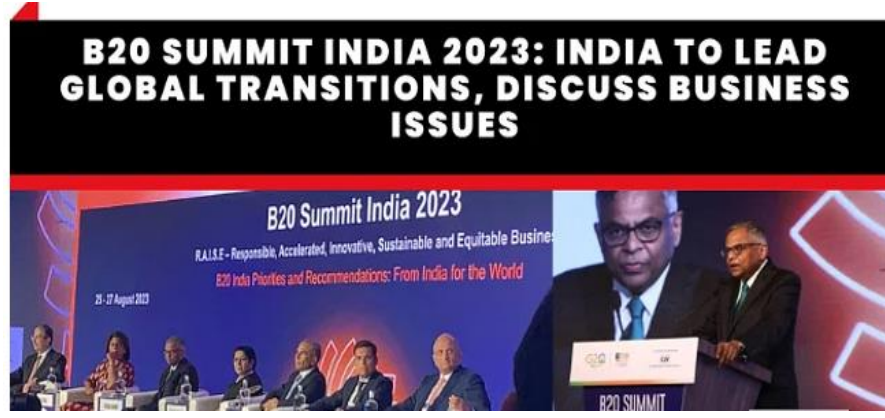 B20 SUMMIT INDIA 2023: INDIA TO LEAD
GLOBAL TRANSITIONS, DISCUSS BUSINESS
ISSUES
B20 Summit India 2023
R.A.I.S.E – Responsible, Accelerated, Innovative, Sustainable and Equitable Busine
B20 India Priorities and Recommendations: From India for the World
25 - 27 August 2023
B20 SUMMIT